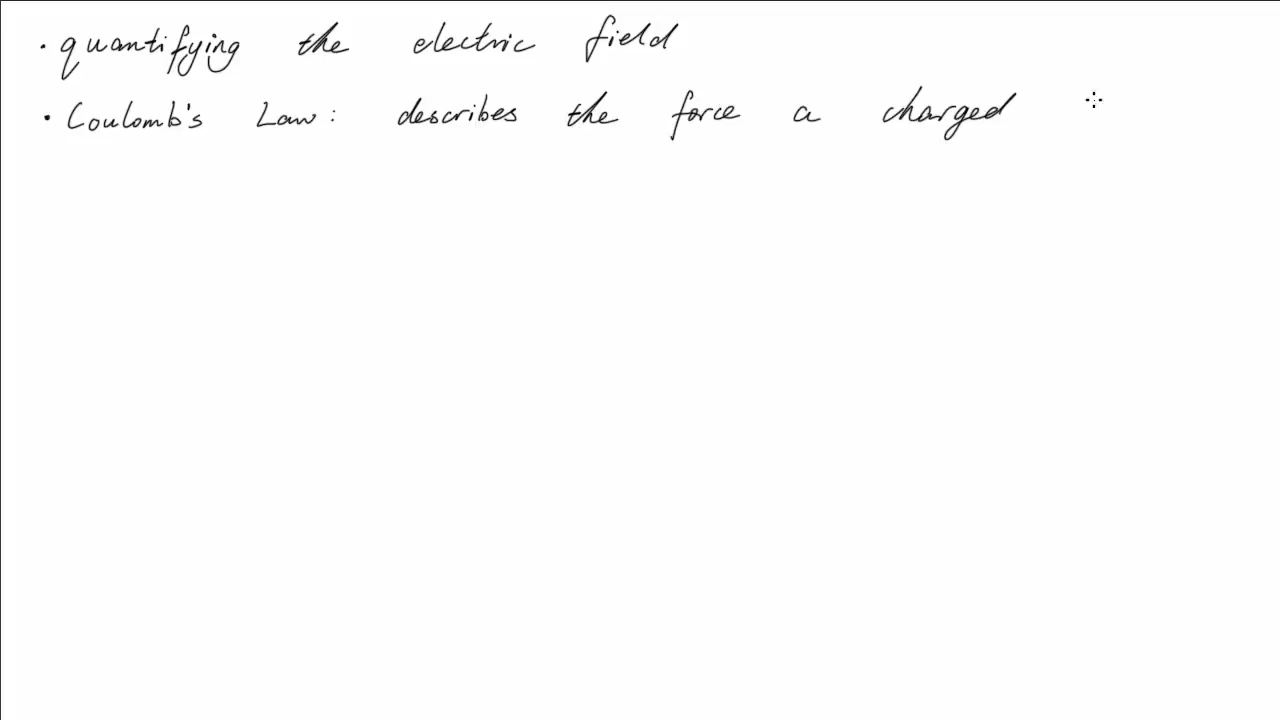 · quantifying the electric field
· Coulomb's Law: describes the force a charged